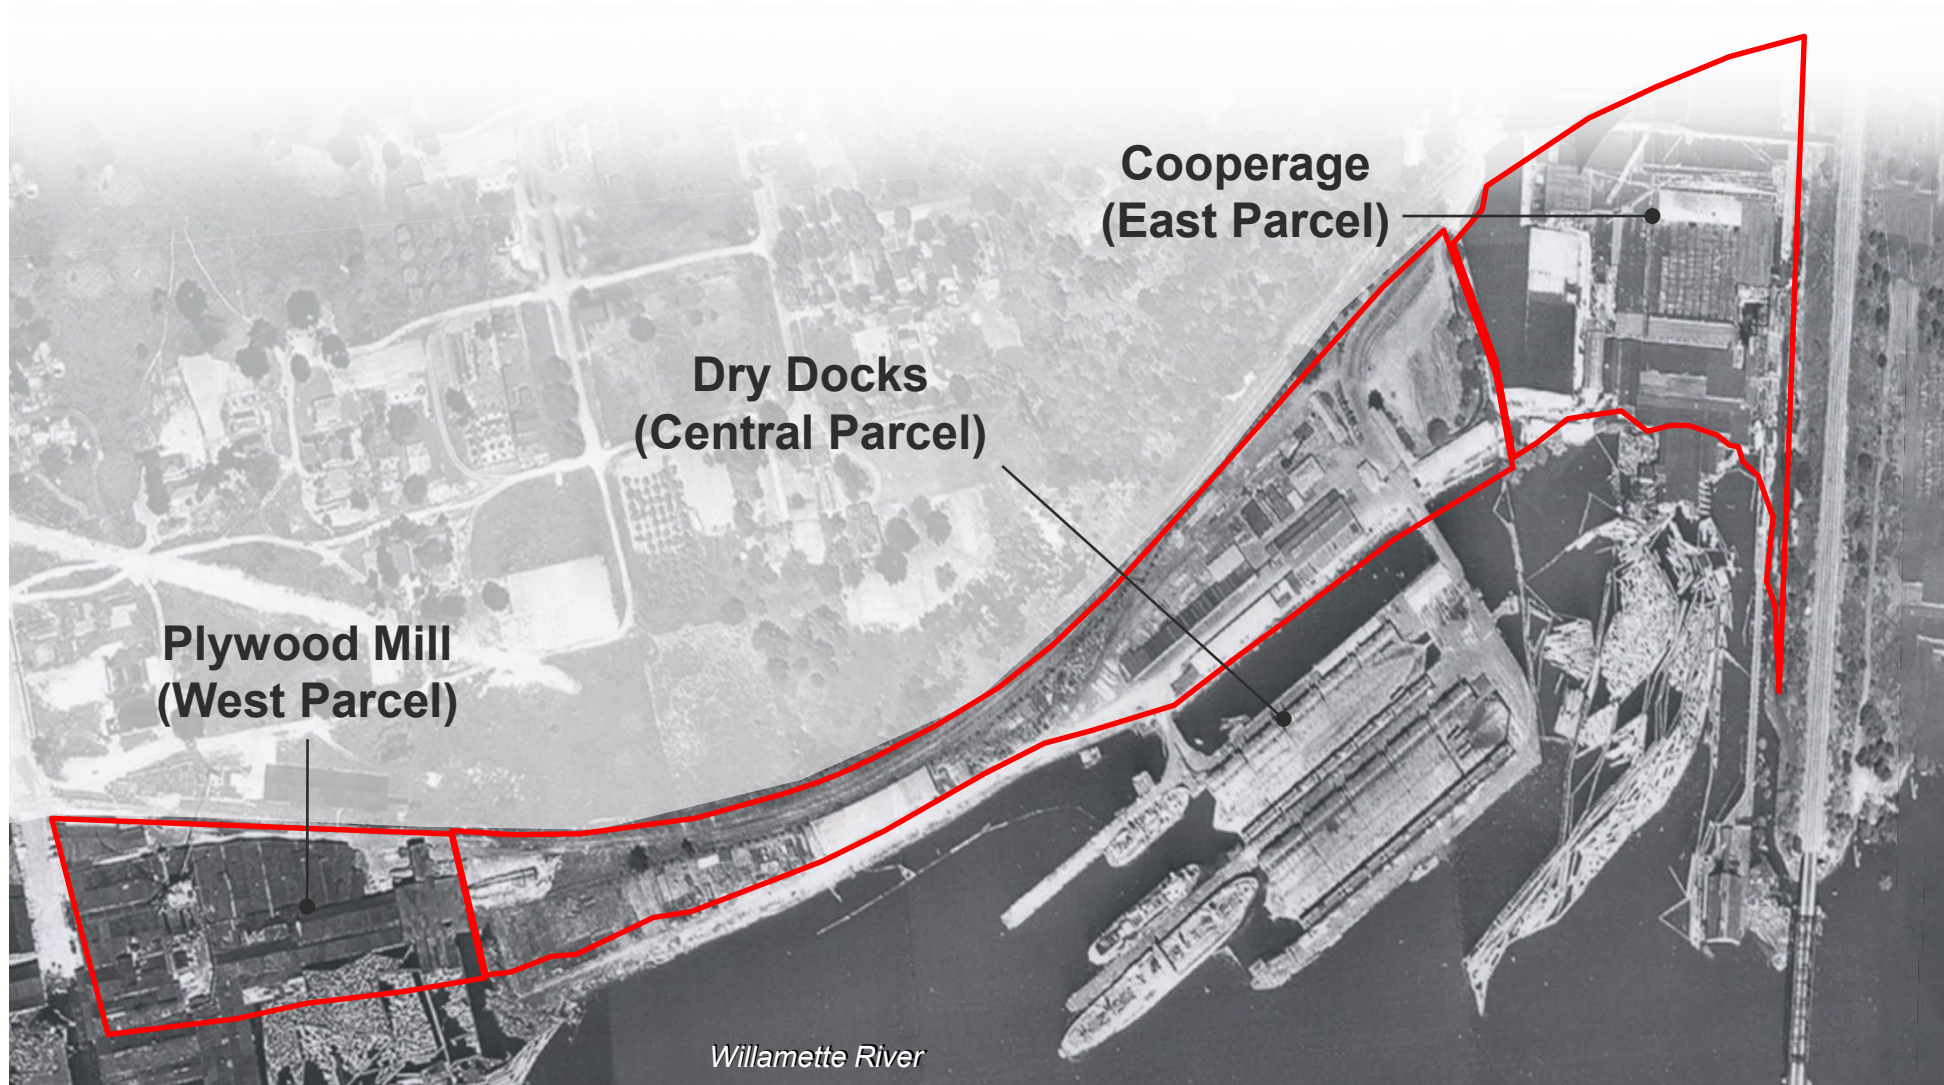 Cooperage
(East Parcel)
Dry Docks
(Central Parcel)
Plywood Mill
(West Parcel)
Willamette River